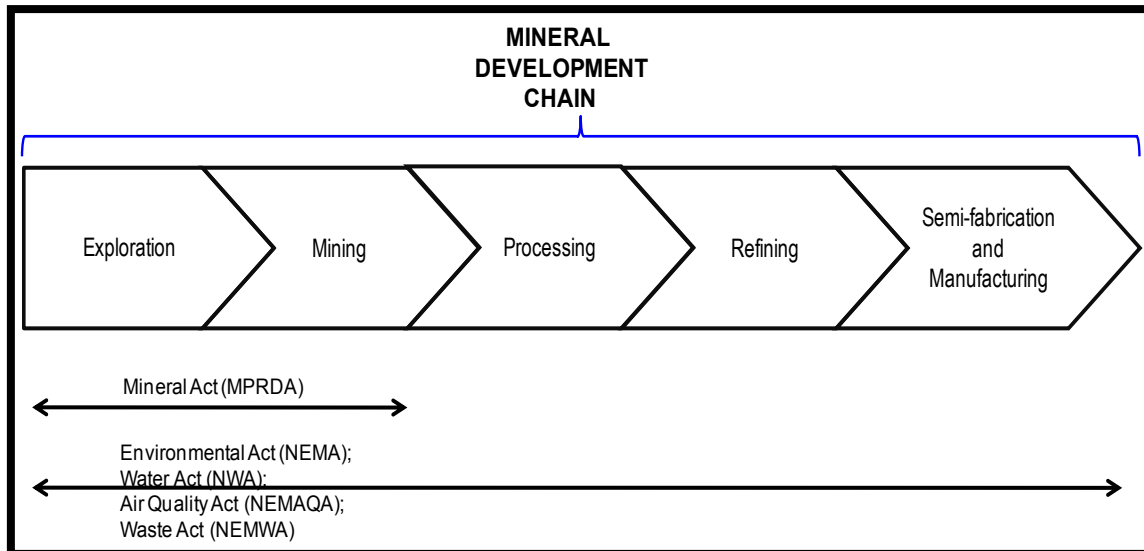 MINERAL
DEVELOPMENT
CHAIN
Exploration
Mining
Processing
Refining
Semi-fabrication
and
Manufacturing
Mineral Act (MPRDA)
Environmental Act (NEMA);
Water Act (NWA);
Air Quality Act (NEMAQA);
Waste Act (NEMWA)